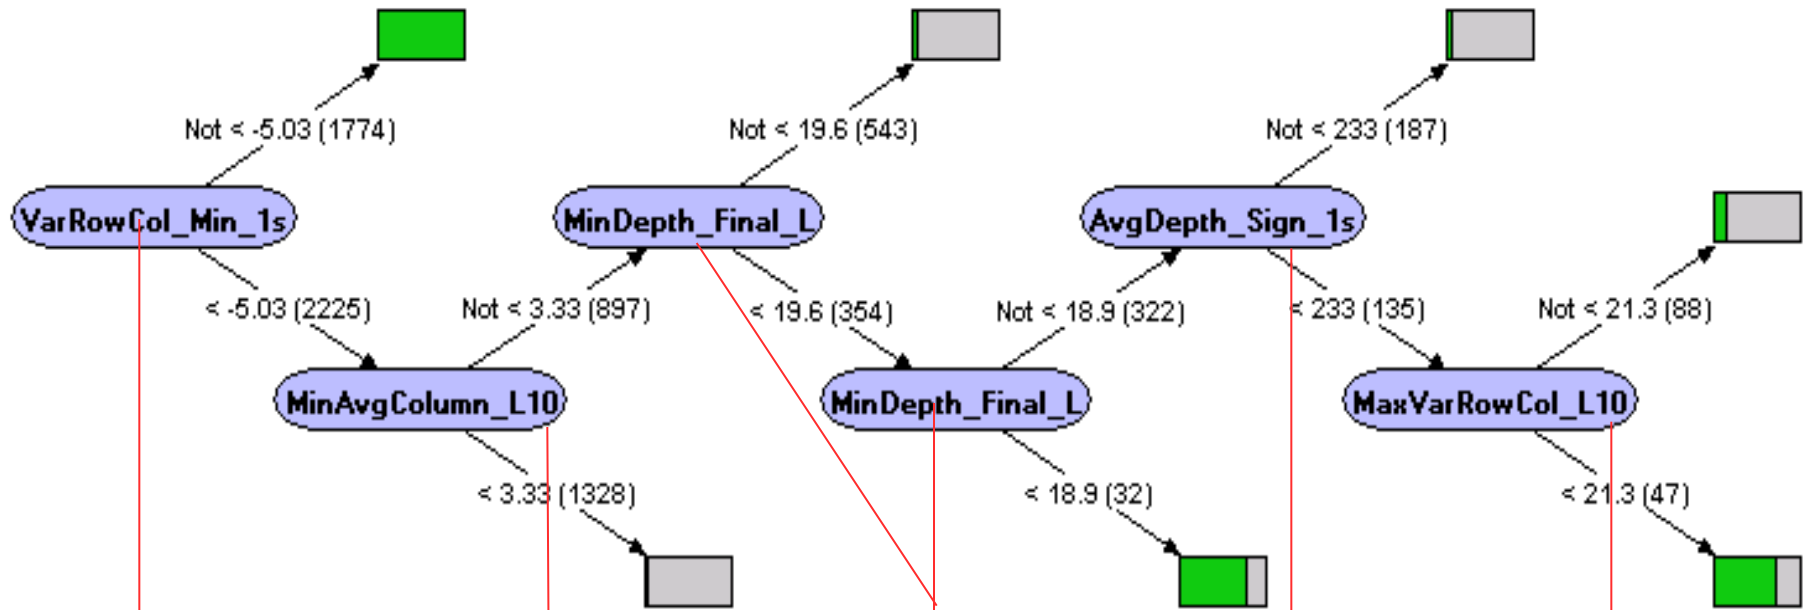 Not < -5.03 (1774)
Not < 19.6 (543)
Not < 233 (187)
VarRowCol_Min_1s
MinDepth_Final_L
AvgDepth_Sign_1s
< -5.03 (2225)
Not < 3.33 (897)
< 19.6 (354)
Not < 18.9 (322)
< 233 (135)
Not < 21.3 (88)
MinAvgColumn_L10
MinDepth_Final_L
MaxVarRowCol_L10
< 3.33 (1328)
< 18.9 (32)
< 21.3 (47)